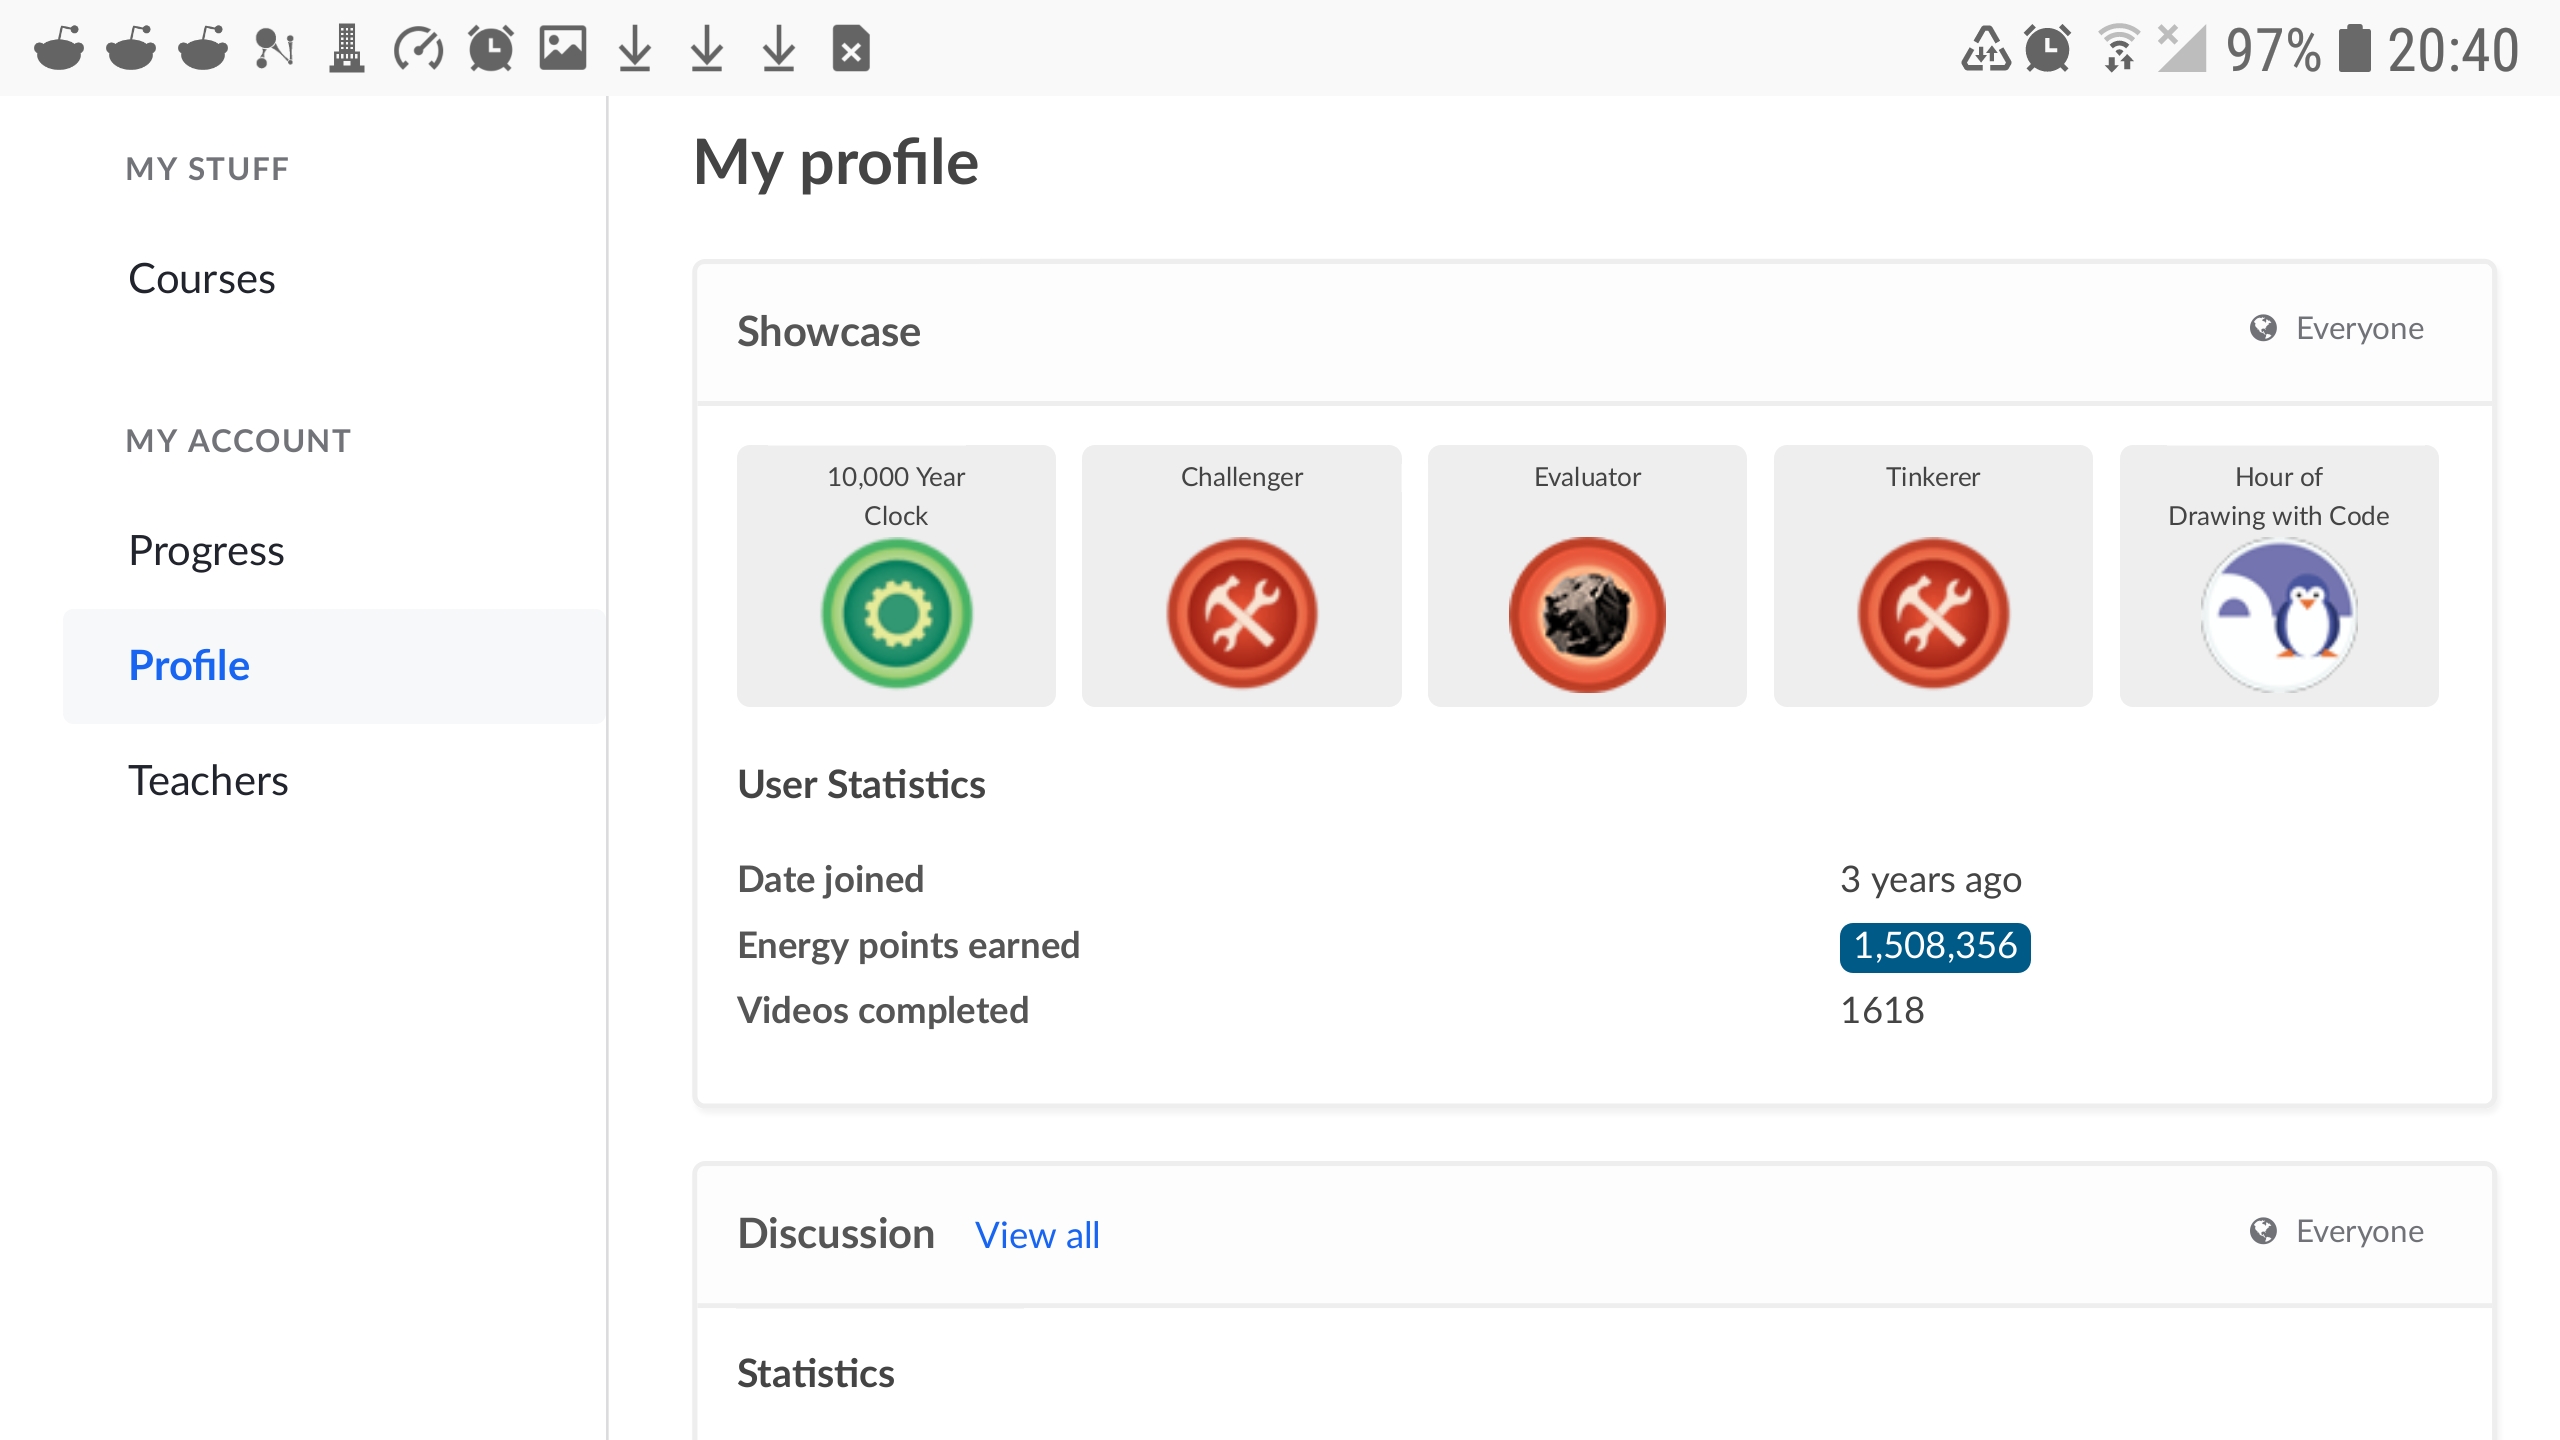 97% 20:40
MY STUFF
Courses
MY ACCOUNT
Progress
Profile
Teachers
My profile
Showcase
Everyone
10,000 Year
Clock
Challenger
Evaluator
Tinkerer
Hour of
Drawing with Code
User Statistics
Date joined 3 years ago
Energy points earned 1,508,356
Videos completed 1618
Discussion View all
Everyone
Statistics